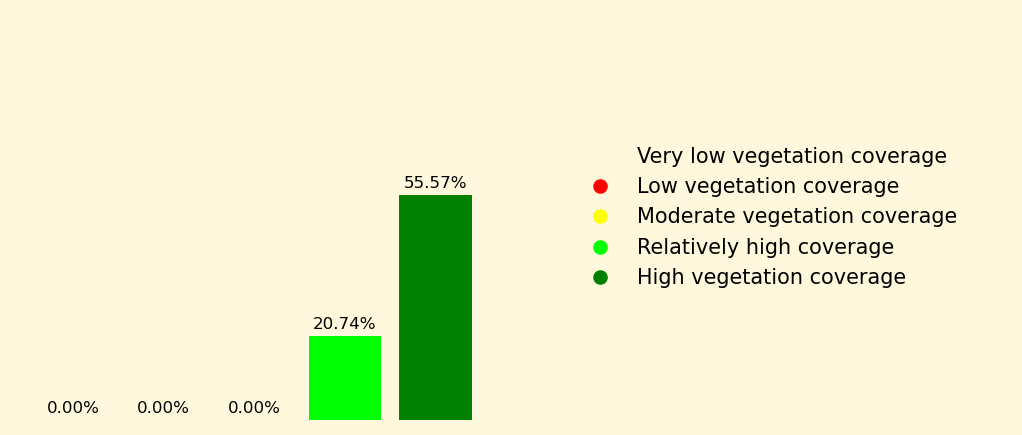 Very low vegetation coverage
Low vegetation coverage
Moderate vegetation coverage
Relatively high coverage
High vegetation coverage
55.57%
20.74%
0.00% 0.00% 0.00%